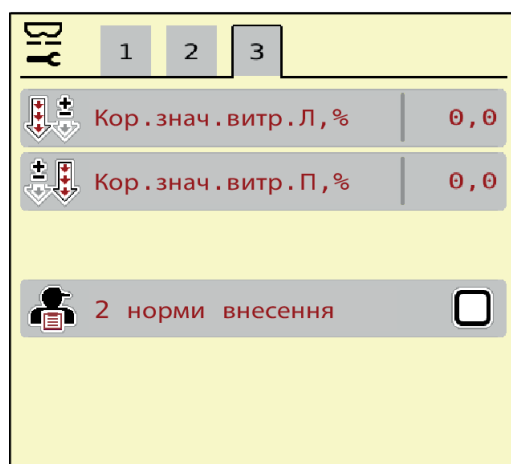 1 2 3
Кор.знач.витр.Л,% 0,0
Кор.знач.витр.П,% 0,0
2 норми внесення